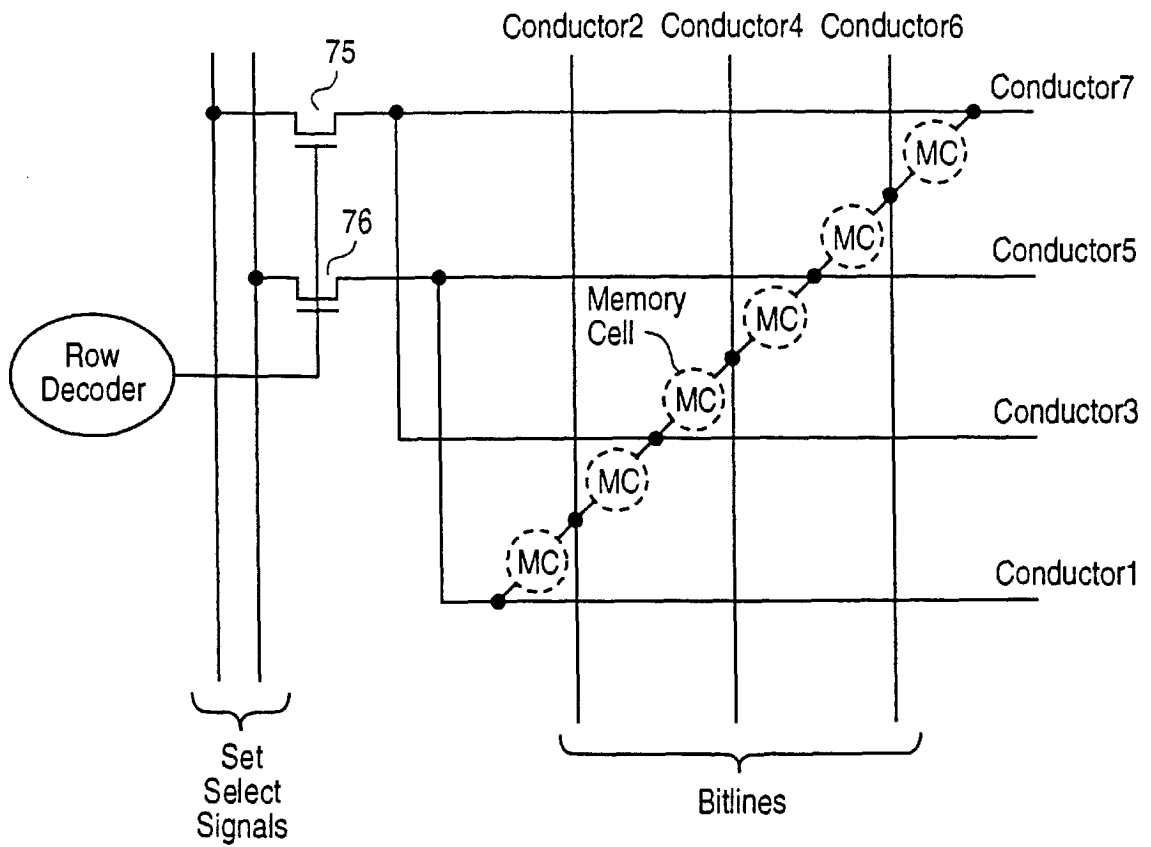 Conductor2 Conductor4 Conductor6
75
Conductor7
MC
76
MC
Conductor5
Memory
Cell
MC
Row
Decoder
MC
Conductor3
MC
MC
Conductor1
Set
Select
Signals
Bitlines